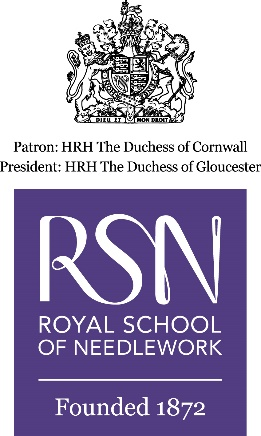 DIEU ET MON DROIT
Patron: HRH The Duchess of Cornwall
President: HRH The Duchess of Gloucester
RSN
ROYAL SCHOOL
OF NEEDLEWORK
Founded 1872